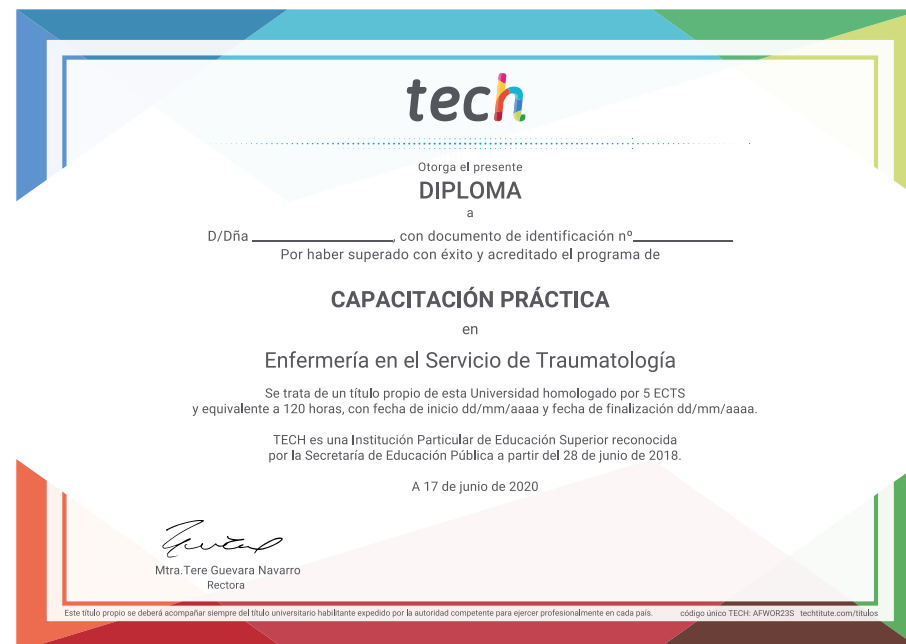 tech
Otorga el presente
DIPLOMA
a
D/Dña ____________, con documento de identificación nº____________
Por haber superado con éxito y acreditado el programa de
CAPACITACIÓN PRÁCTICA
en
Enfermería en el Servicio de Traumatología
Se trata de un título propio de esta Universidad homologado por 5 ECTS
y equivalente a 120 horas, con fecha de inicio dd/mm/aaaa y fecha de finalización dd/mm/aaaa.
TECH es una Institución Particular de Educación Superior reconocida
por la Secretaría de Educación Pública a partir del 28 de junio de 2018.
A 17 de junio de 2020
Mtra.Tere Guevara Navarro
Rectora
Este título propio se deberá acompañar siempre del título universitario habilitante expedido por la autoridad competente para ejercer profesionalmente en cada país. código único TECH: AFWOR23S techtitute.com/titulos